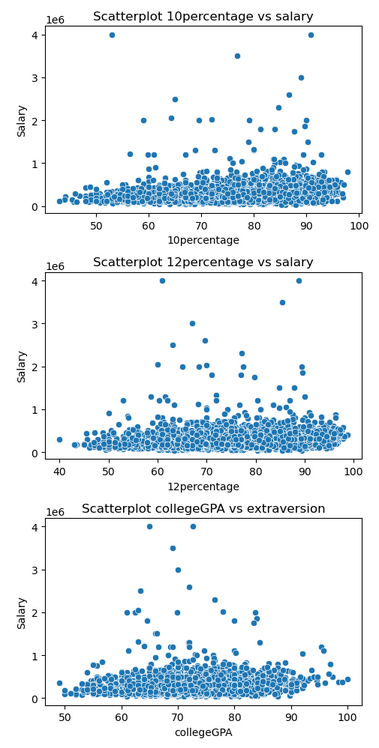 Scatterplot 10percentage vs salary
1e6
4
3
2
1
0
Salary
50 60 70 80 90 100
10percentage
Scatterplot 12percentage vs salary
1e6
4
3
2
1
0
Salary
40 50 60 70 80 90 100
12percentage
Scatterplot collegeGPA vs extraversion
1e6
4
3
2
1
0
Salary
50 60 70 80 90 100
collegeGPA